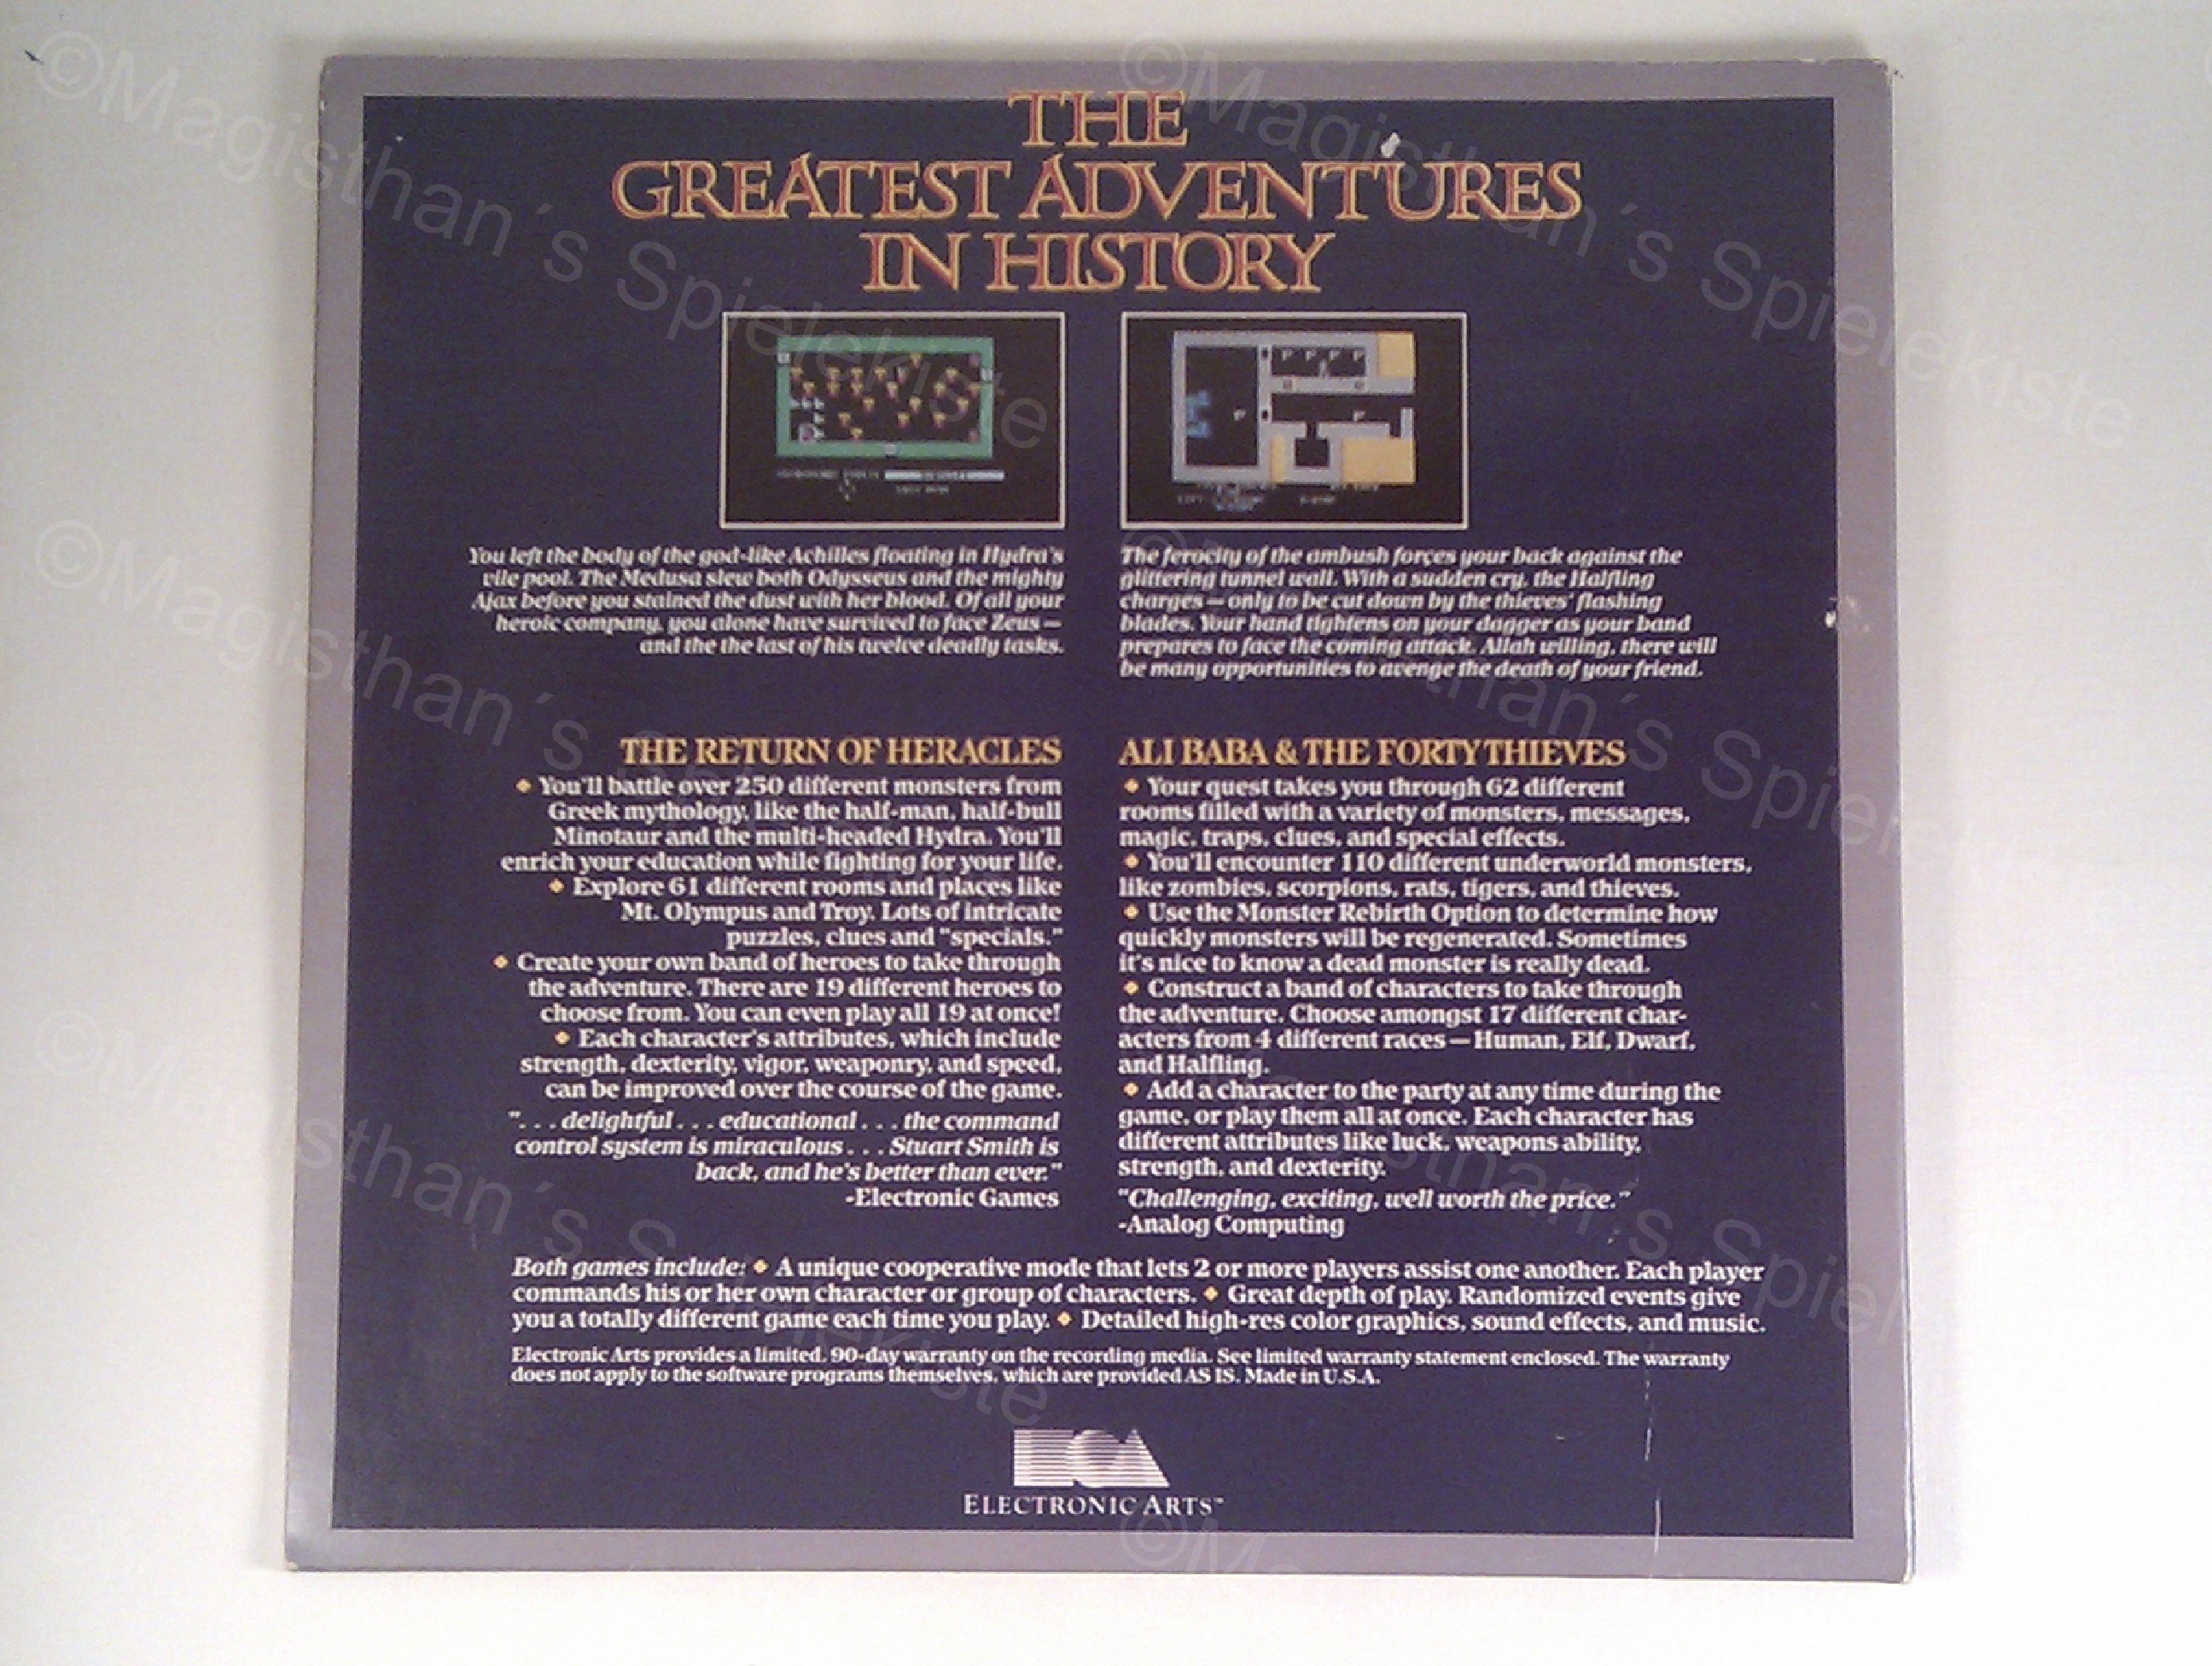 THE
GREATEST ADVENTURES
IN HISTORY
You left the body of the god-like Achilles floating in Hydra's
vile pool. The Medusa slew both Odysseus and the mighty
Ajax before you stained the dust with her blood. Of all your
heroic company, you alone have survived to face Zeus—
and the the last of his twelve deadly tasks.
THE RETURN OF HERACLES
You'll battle over 250 different monsters from
Greek mythology, like the half-man, half-bull
Minotaur and the multi-headed Hydra. You'll
enrich your education while fighting for your life.
Explore 61 different rooms and places like
Mt. Olympus and Troy. Lots of intricate
puzzles, clues and "specials."
Create your own band of heroes to take through
the adventure. There are 19 different heroes to
choose from. You can even play all 19 at once!
Each character's attributes, which include
strength, dexterity, vigor, weaponry, and speed,
can be improved over the course of the game.
"... delightful ... educational ... the command
control system is miraculous ... Stuart Smith is
back, and he's better than ever."
-Electronic Games
The ferocity of the ambush forces your back against the
glittering tunnel wall. With a sudden cry, the Halfling
charges—only to be cut down by the thieves' flashing
blades. Your hand tightens on your dagger as your band
prepares to face the coming attack. Allah willing, there will
be many opportunities to avenge the death of your friend.
ALI BABA & THE FORTY THIEVES
Your quest takes you through 62 different
rooms filled with a variety of monsters, messages,
magic, traps, clues, and special effects.
You'll encounter 110 different underworld monsters,
like zombies, scorpions, rats, tigers, and thieves.
Use the Monster Rebirth Option to determine how
quickly monsters will be regenerated. Sometimes
it's nice to know a dead monster is really dead.
Construct a band of characters to take through
the adventure. Choose amongst 17 different char-
acters from 4 different races—Human, Elf, Dwarf,
and Halfling.
Add a character to the party at any time during the
game, or play them all at once. Each character has
different attributes like luck, weapons ability,
strength, and dexterity.
"Challenging, exciting, well worth the price."
-Analog Computing
Both games include: A unique cooperative mode that lets 2 or more players assist one another. Each player
commands his or her own character or group of characters. Great depth of play. Randomized events give
you a totally different game each time you play. Detailed high-res color graphics, sound effects, and music.
Electronic Arts provides a limited, 90-day warranty on the recording media. See limited warranty statement enclosed. The warranty
does not apply to the software programs themselves, which are provided AS IS. Made in U.S.A.
ELECTRONIC ARTS™
©Magisthan´s Spielekiste
©Magisthan´s Spielekiste
©Magisthan´s Spielekiste
©Magisthan´s Spielekiste